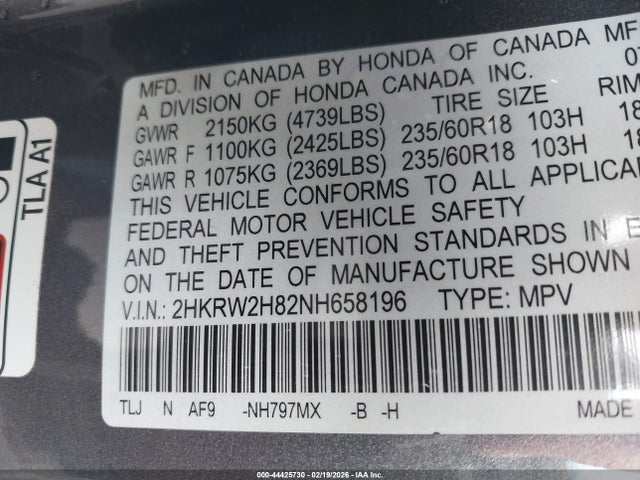 MFD. IN CANADA BY HONDA OF CANADA MF
A DIVISION OF HONDA CANADA INC.
GVWR 2150KG (4739LBS) TIRE SIZE RIM
GAWR F 1100KG (2425LBS) 235/60R18 103H 18
GAWR R 1075KG (2369LBS) 235/60R18 103H 18
THIS VEHICLE CONFORMS TO ALL APPLICA
FEDERAL MOTOR VEHICLE SAFETY
AND THEFT PREVENTION STANDARDS IN E
ON THE DATE OF MANUFACTURE SHOWN
V.I.N.: 2HKRW2H82NH658196 TYPE: MPV
TLJ N AF9 -NH797MX -B -H MADE
TLA A1
000-44425730 - 02/19/2026 - IAA Inc.